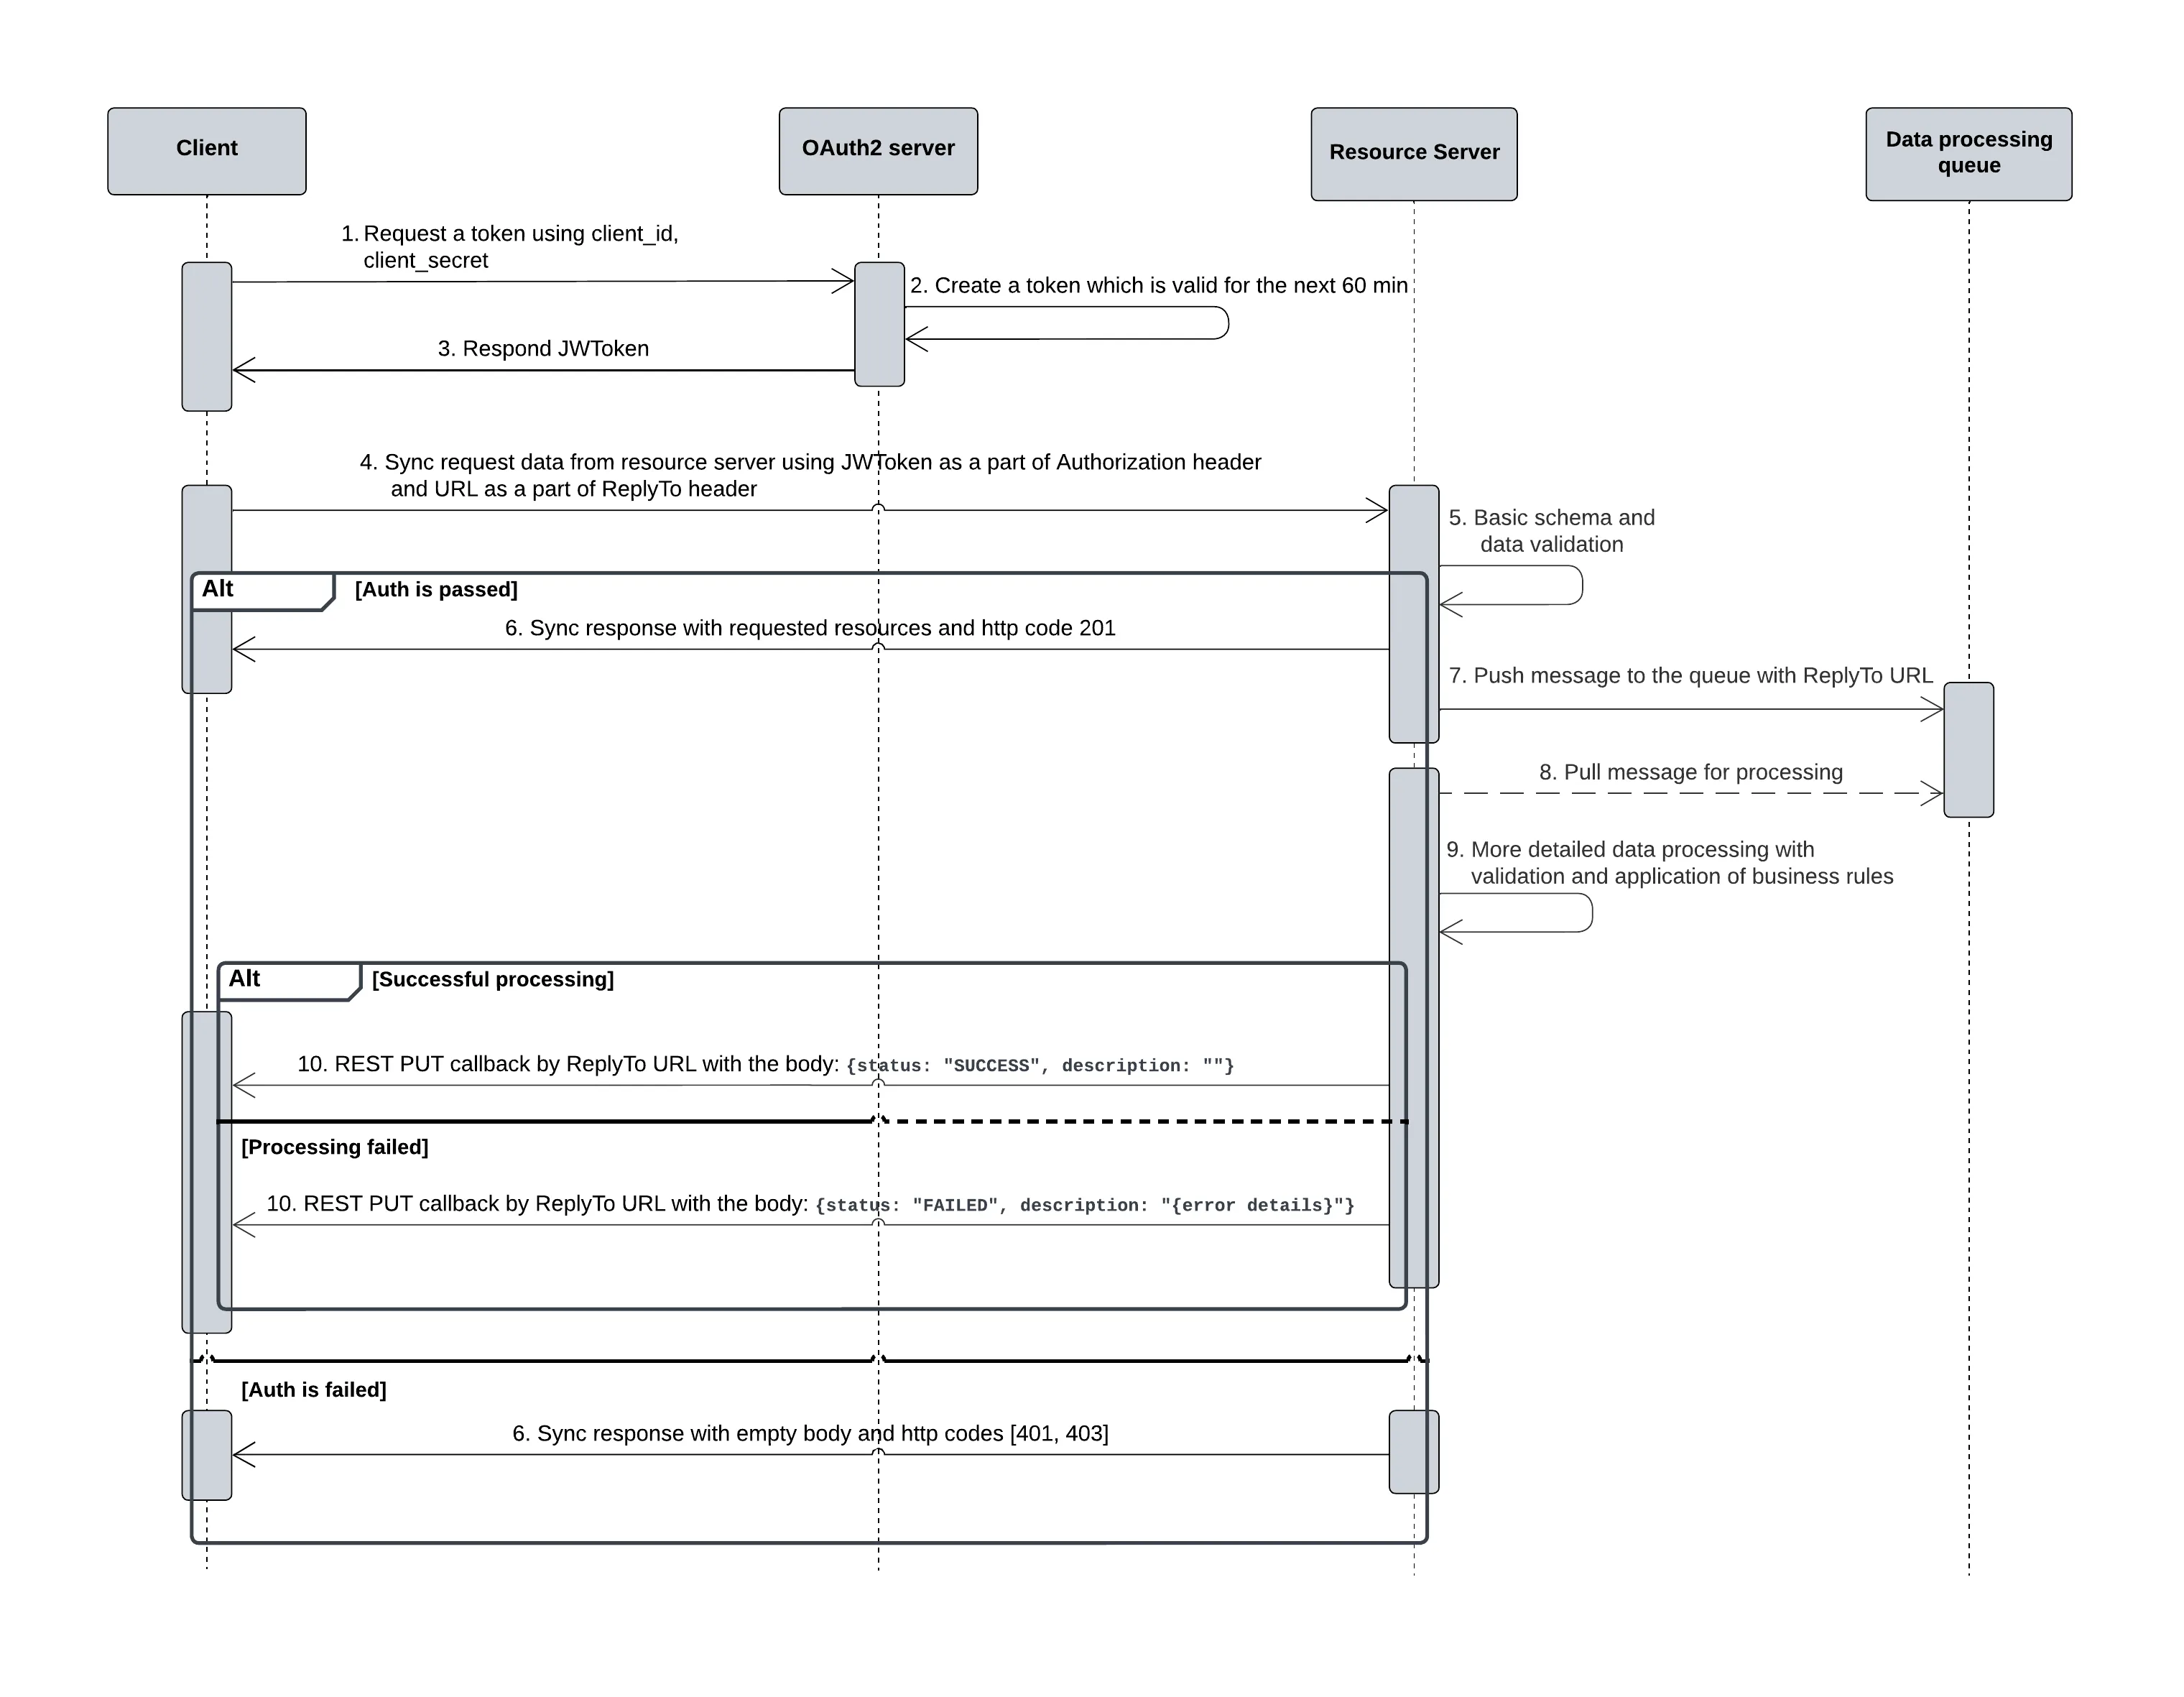 Client
OAuth2 server
Resource Server
Data processing
queue
1. Request a token using client_id,
client_secret
2. Create a token which is valid for the next 60 min
3. Respond JWToken
4. Sync request data from resource server using JWToken as a part of Authorization header
and URL as a part of ReplyTo header
5. Basic schema and
data validation
Alt
[Auth is passed]
6. Sync response with requested resources and http code 201
7. Push message to the queue with ReplyTo URL
8. Pull message for processing
9. More detailed data processing with
validation and application of business rules
Alt
[Successful processing]
10. REST PUT callback by ReplyTo URL with the body: {status: "SUCCESS", description: ""}
[Processing failed]
10. REST PUT callback by ReplyTo URL with the body: {status: "FAILED", description: "{error details}"}
[Auth is failed]
6. Sync response with empty body and http codes [401, 403]